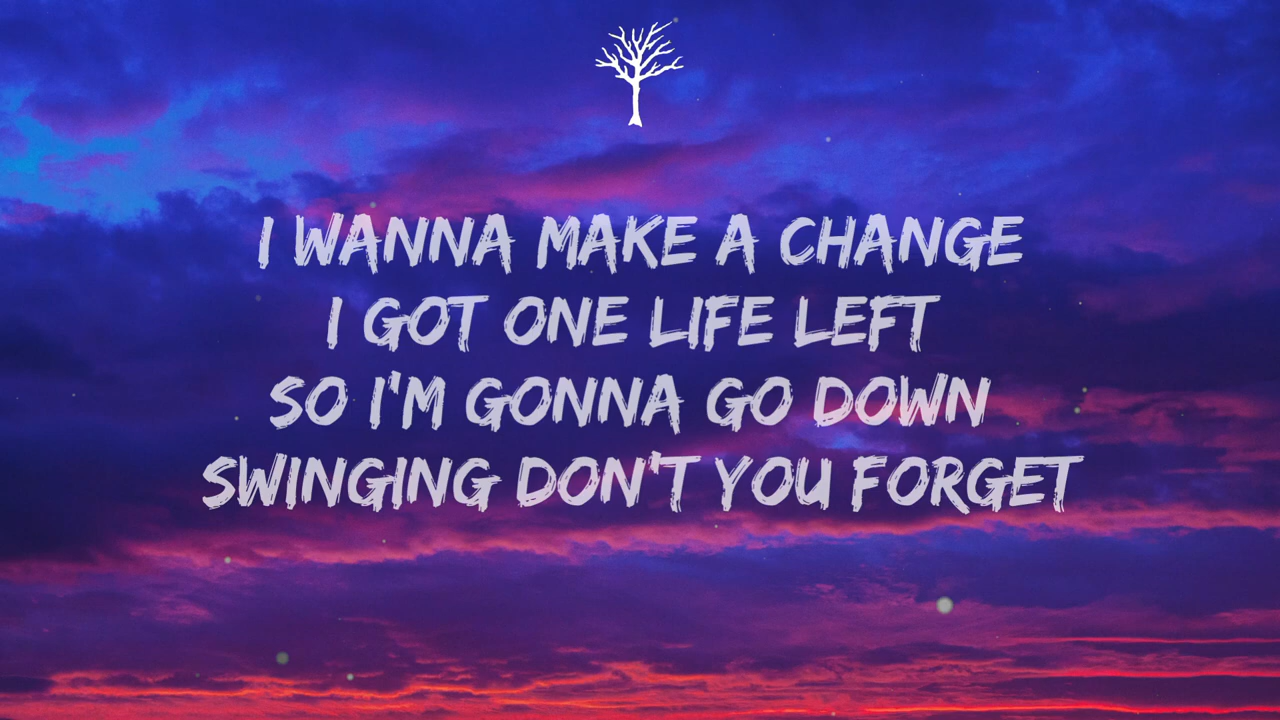 I WANNA MAKE A CHANGE
I GOT ONE LIFE LEFT
SO I'M GONNA GO DOWN
SWINGING DON'T YOU FORGET